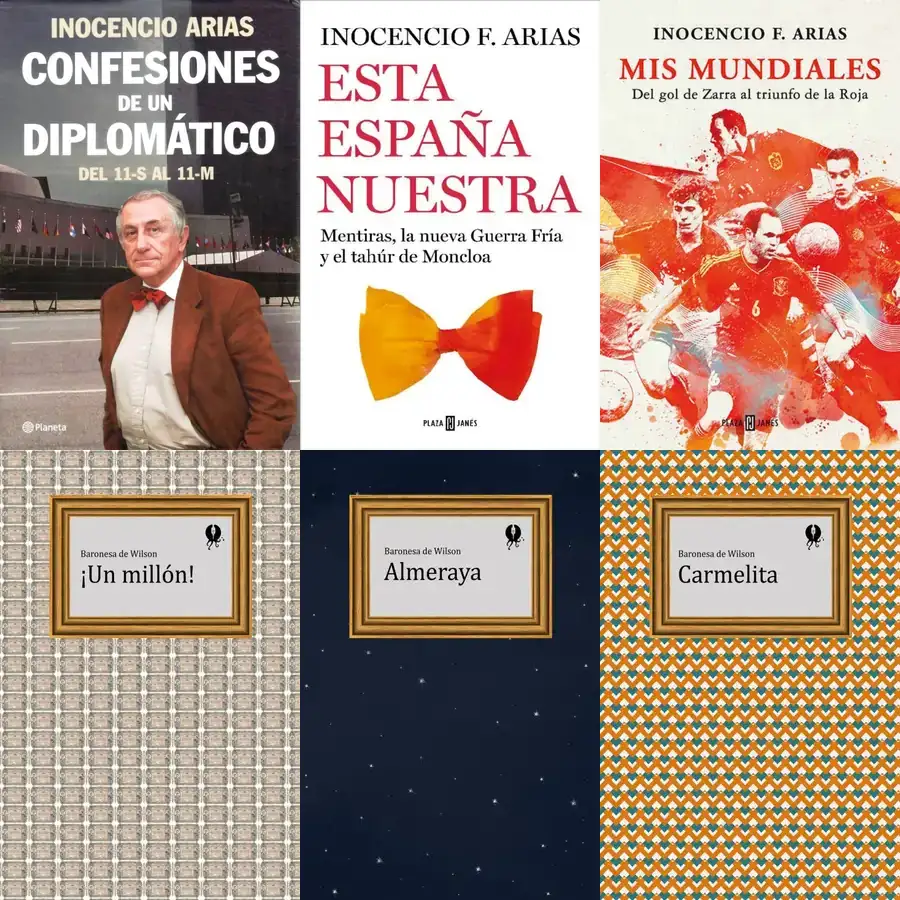 INOCENCIO ARIAS
CONFESIONES
DE UN
DIPLOMÁTICO
DEL 11-S AL 11-M
Planeta
INOCENCIO F. ARIAS
ESTA
ESPAÑA
NUESTRA
Mentiras, la nueva Guerra Fría
y el tahúr de Moncloa
PLAZA JANÉS
INOCENCIO F. ARIAS
MIS MUNDIALES
Del gol de Zarra al triunfo de la Roja
6
PLAZA JANÉS
Baronesa de Wilson
¡Un millón!
Baronesa de Wilson
Almeraya
Baronesa de Wilson
Carmelita